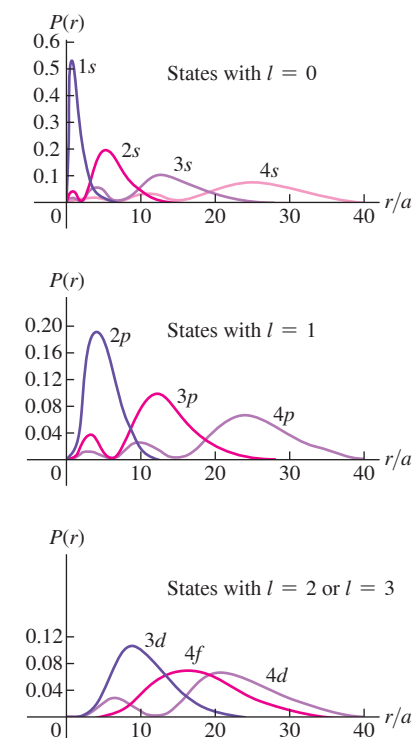 P(r)
0.6
0.5 1s States with l = 0
0.4
0.3
0.2 2s 3s 4s
0.1
0 10 20 30 40 r/a
P(r)
0.20 2p States with l = 1
0.16
0.12 3p
0.08 4p
0.04
0 10 20 30 40 r/a
P(r)
States with l = 2 or l = 3
0.12 3d
0.08 4f 4d
0.04
0 10 20 30 40 r/a